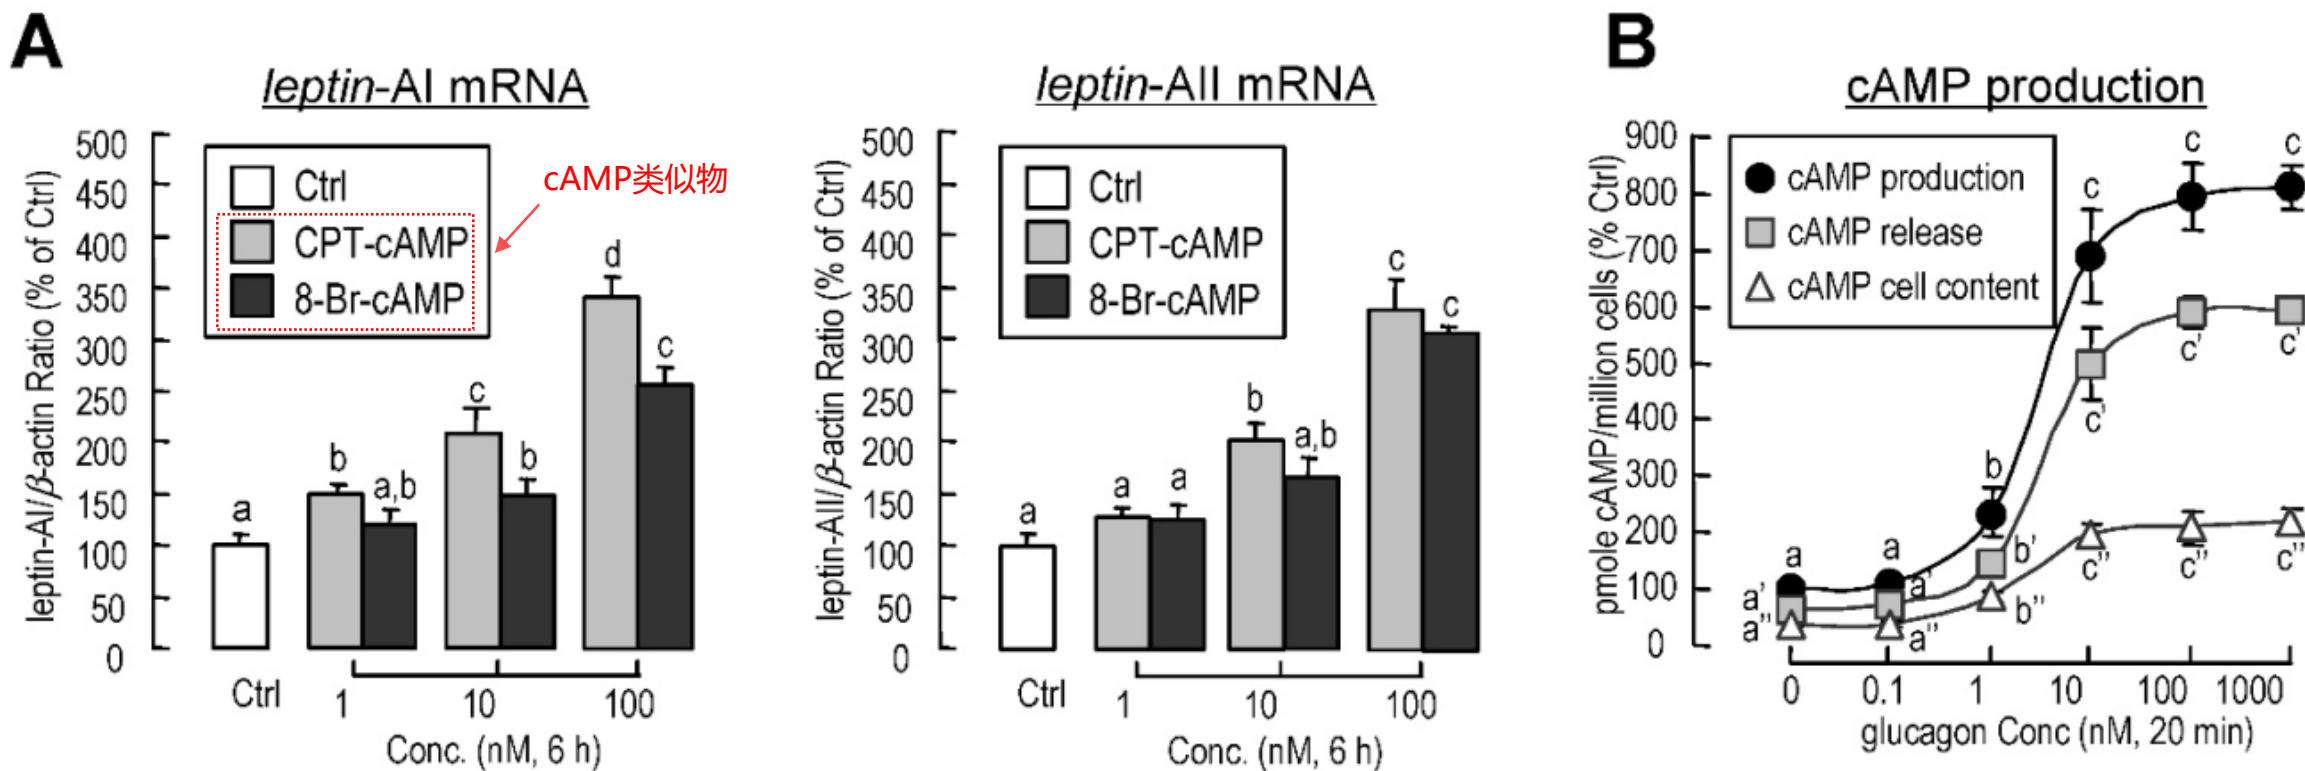 A
leptin-AI mRNA
leptin-AI/β-actin Ratio (% of Ctrl)
500
450
400
350
300
250
200
150
100
50
0
Ctrl
CPT-cAMP
8-Br-cAMP
cAMP类似物
a
b
a,b
c
b
d
c
Ctrl
1
10
100
Conc. (nM, 6 h)
leptin-AII mRNA
leptin-AII/β-actin Ratio (% of Ctrl)
500
450
400
350
300
250
200
150
100
50
0
Ctrl
CPT-cAMP
8-Br-cAMP
a
a
a
b
a,b
c
c
Ctrl
1
10
100
Conc. (nM, 6 h)
B
cAMP production
pmole cAMP/million cells (% Ctrl)
900
800
700
600
500
400
300
200
100
0
cAMP production
cAMP release
cAMP cell content
a
a
b
c
c
c
a'
a'
b'
c'
c'
c'
a''
a''
b''
c''
c''
c''
0
0.1
1
10
100
1000
glucagon Conc (nM, 20 min)